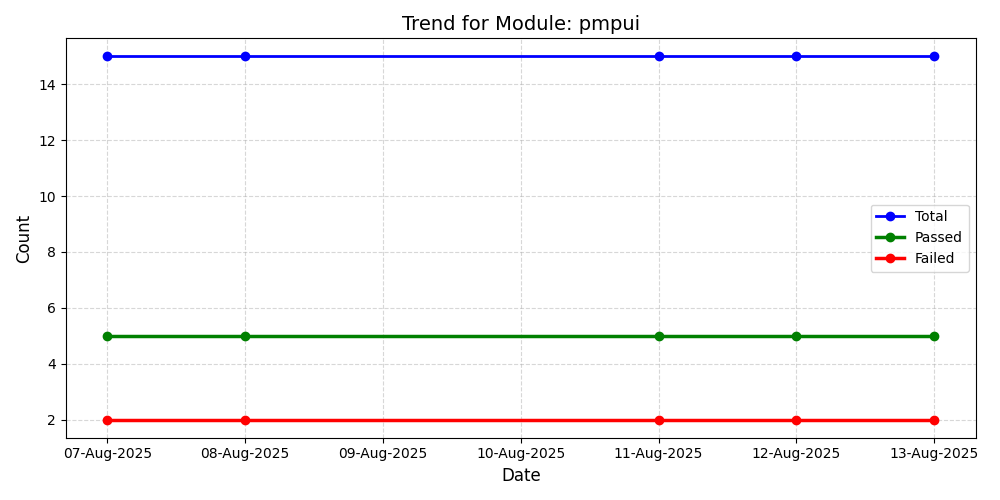 Trend for Module: pmpui
Count
14
12
10
8
6
4
2
Total
Passed
Failed
07-Aug-2025 08-Aug-2025 09-Aug-2025 10-Aug-2025 11-Aug-2025 12-Aug-2025 13-Aug-2025
Date